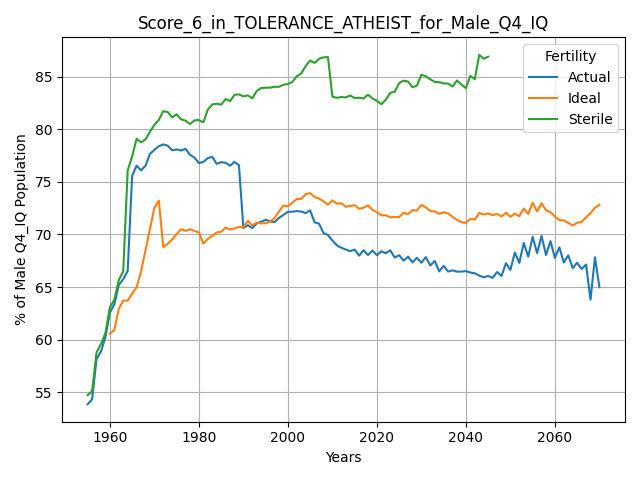 Score_6_in_TOLERANCE_ATHEIST_for_Male_Q4_IQ
% of Male Q4_IQ Population
85
80
75
70
65
60
55
Fertility
Actual
Ideal
Sterile
1960 1980 2000 2020 2040 2060
Years